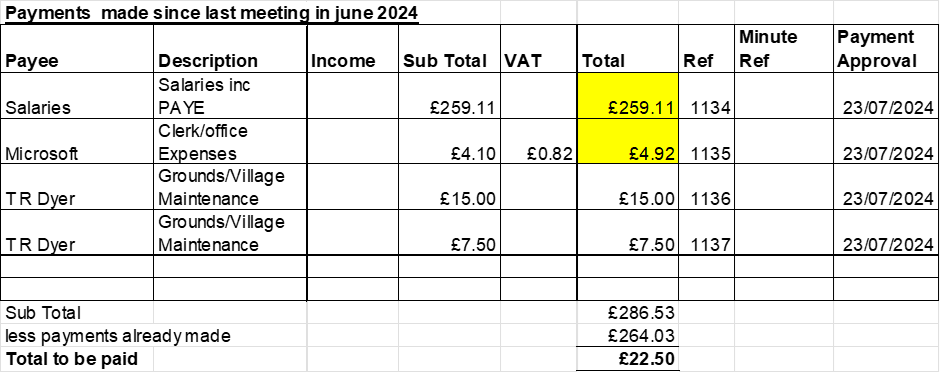 Payments made since last meeting in june 2024
Payee Description Income Sub Total VAT Total Ref Minute Ref Payment Approval
Salaries Salaries inc PAYE £259.11 £259.11 1134 23/07/2024
Microsoft Clerk/office Expenses £4.10 £0.82 £4.92 1135 23/07/2024
TR Dyer Grounds/Village Maintenance £15.00 £15.00 1136 23/07/2024
TR Dyer Grounds/Village Maintenance £7.50 £7.50 1137 23/07/2024
Sub Total £286.53
less payments already made £264.03
Total to be paid £22.50